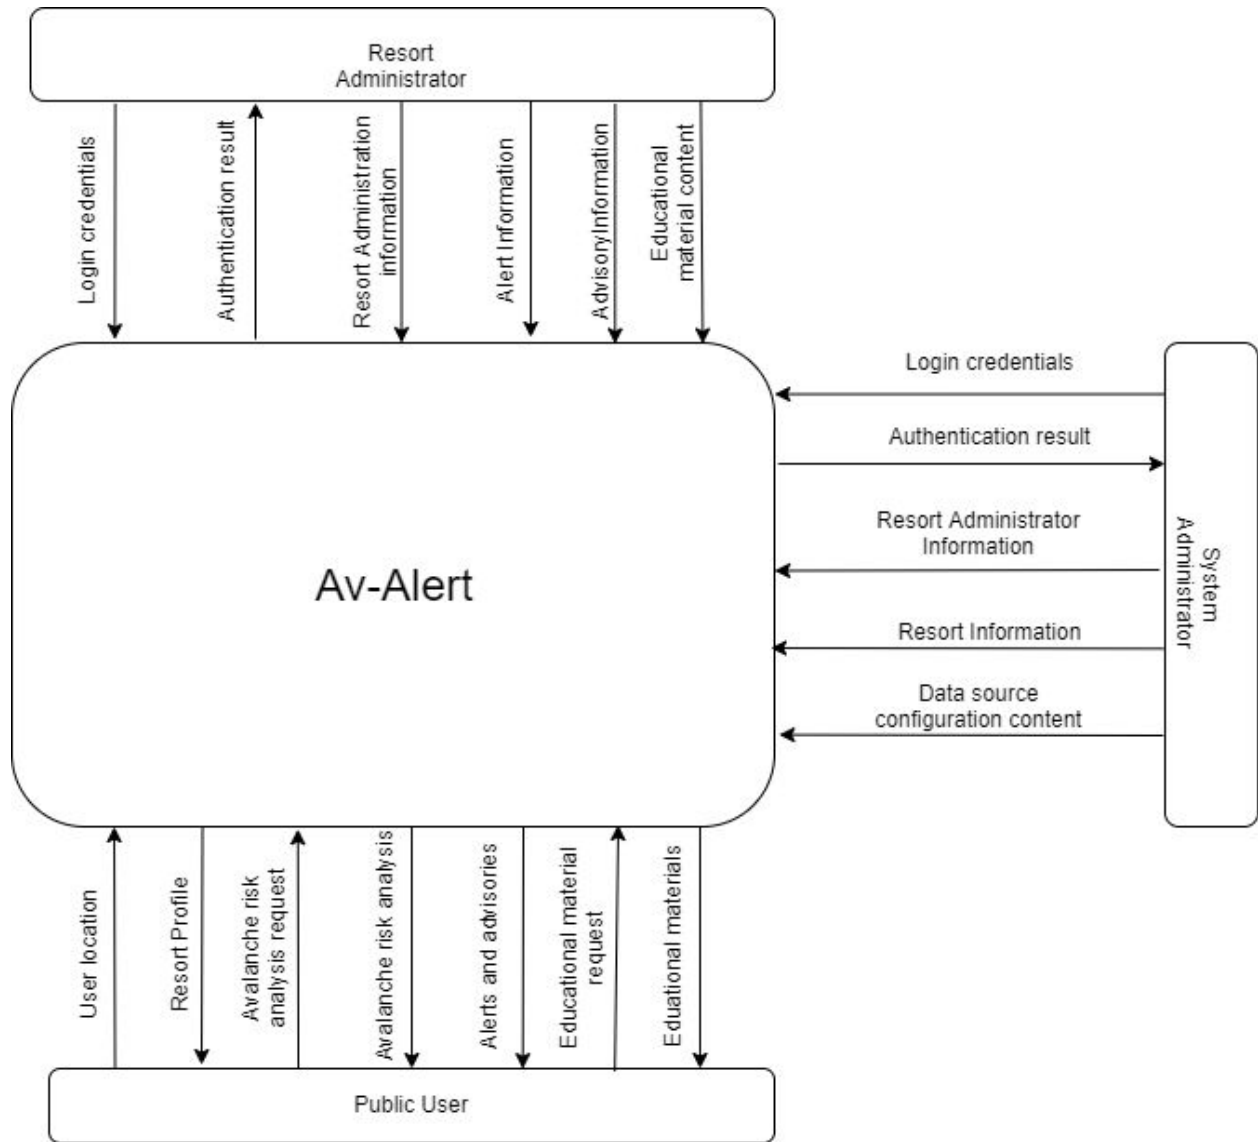 Resort
Administrator
Login credentials
Authentication result
Resort Administration
information
Alert Information
AdvisoryInformation
Educational
material content
Login credentials
Authentication result
Resort Administrator
Information
Resort Information
Data source
configuration content
System
Administrator
Av-Alert
User location
Resort Profile
Avalanche risk
analysis request
Avalanche risk analysis
Alerts and advisories
Educational material
request
Eduational materials
Public User